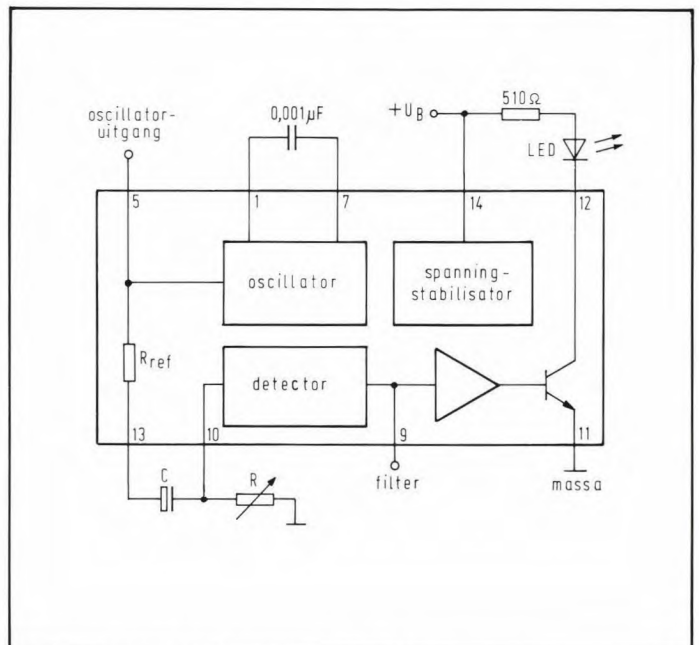 510Ω
oscillator-
uitgang
0,001µF
+U_B
LED
5
1
7
14
12
oscillator
spanning-
stabilisator
R_ref
detector
13
10
9
11
C
R
filter
massa